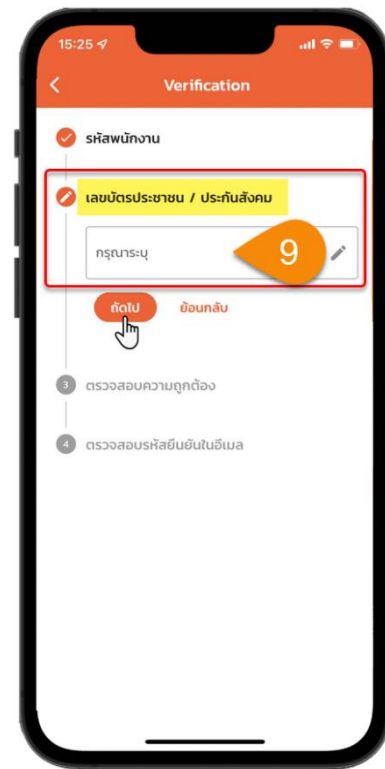 15:25
Verification
รหัสพนักงาน
เลขบัตรประชาชน / ประกันสังคม
กรุณาระบุ
9
ถัดไป ย้อนกลับ
3 ตรวจสอบความถูกต้อง
4 ตรวจสอบรหัสยืนยันในอีเมล